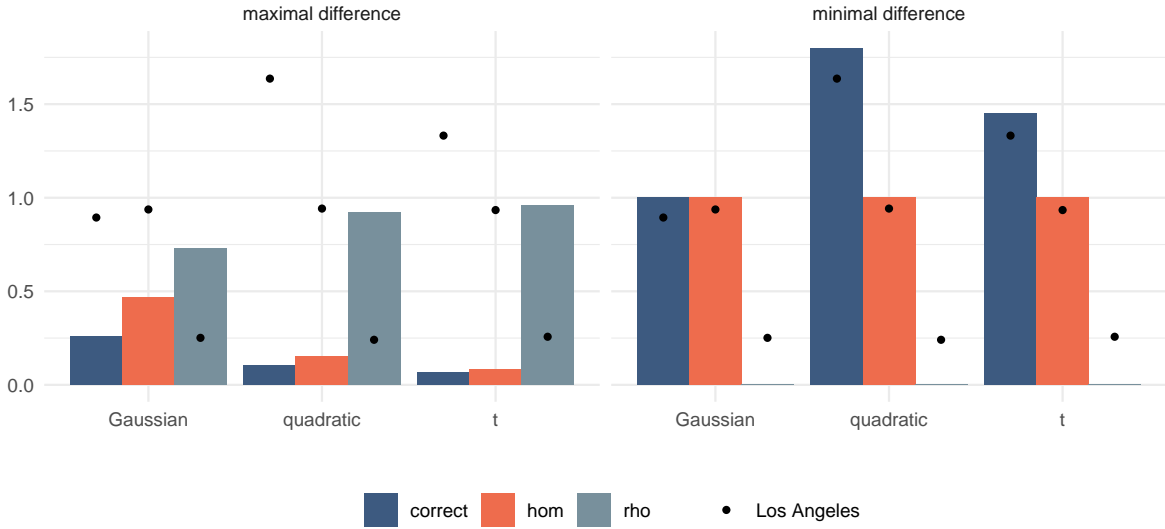 maximal difference
minimal difference
1.5
1.0
0.5
0.0
Gaussian quadratic t
Gaussian quadratic t
correct hom rho Los Angeles